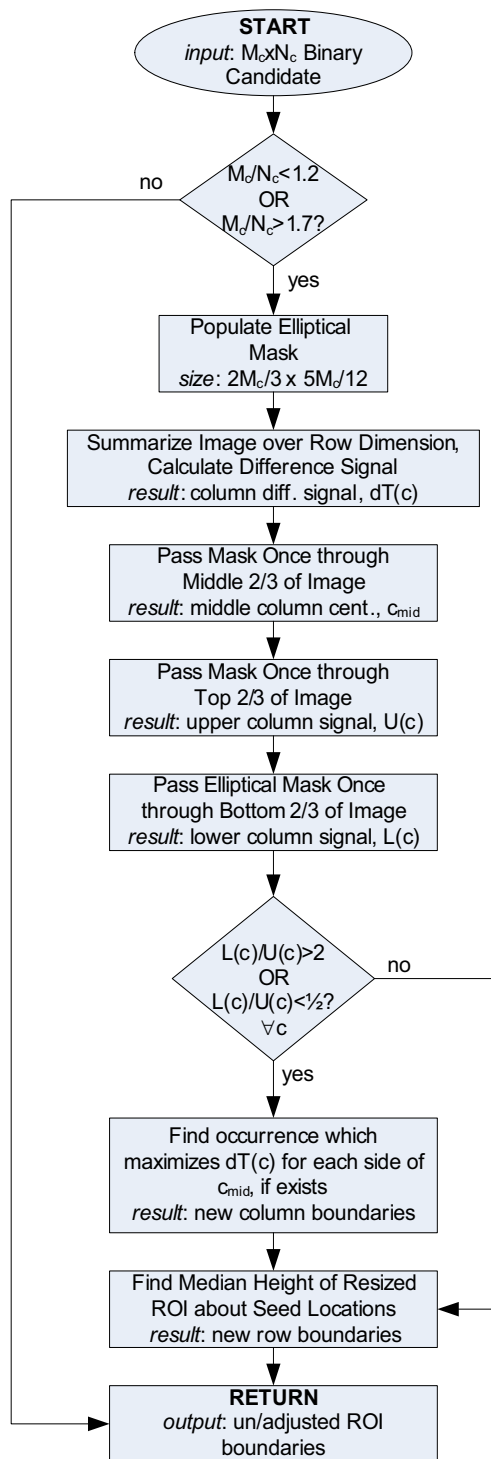 START
input: McxNc Binary
Candidate
Mc/Nc<1.2
OR
Mc/Nc>1.7?
no
yes
Populate Elliptical
Mask
size: 2Mc/3 x 5Mc/12
Summarize Image over Row Dimension,
Calculate Difference Signal
result: column diff. signal, dT(c)
Pass Mask Once through
Middle 2/3 of Image
result: middle column cent., cmid
Pass Mask Once through
Top 2/3 of Image
result: upper column signal, U(c)
Pass Elliptical Mask Once
through Bottom 2/3 of Image
result: lower column signal, L(c)
L(c)/U(c)>2
OR
L(c)/U(c)<½?
∀c
no
yes
Find occurrence which
maximizes dT(c) for each side of
cmid, if exists
result: new column boundaries
Find Median Height of Resized
ROI about Seed Locations
result: new row boundaries
RETURN
output: un/adjusted ROI
boundaries